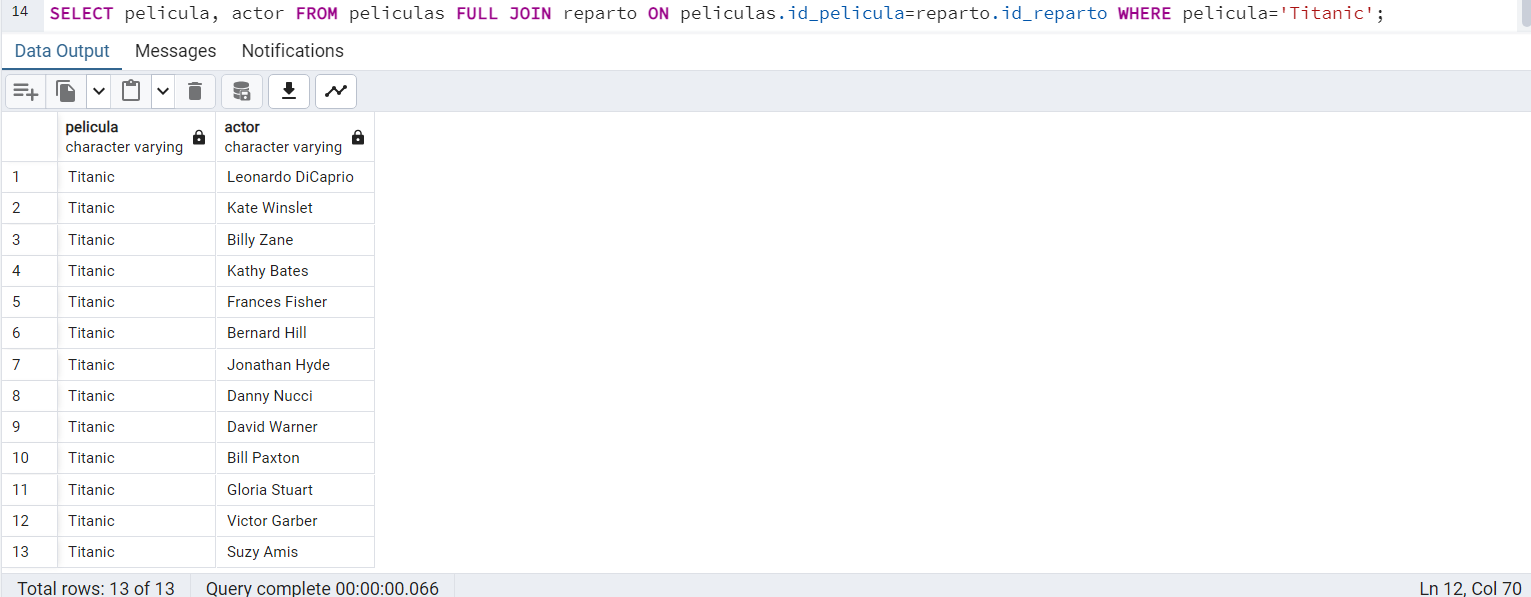 14 SELECT pelicula, actor FROM peliculas FULL JOIN reparto ON peliculas.id_pelicula=reparto.id_reparto WHERE pelicula='Titanic';
Data Output Messages Notifications
pelicula actor
character varying character varying
1 Titanic Leonardo DiCaprio
2 Titanic Kate Winslet
3 Titanic Billy Zane
4 Titanic Kathy Bates
5 Titanic Frances Fisher
6 Titanic Bernard Hill
7 Titanic Jonathan Hyde
8 Titanic Danny Nucci
9 Titanic David Warner
10 Titanic Bill Paxton
11 Titanic Gloria Stuart
12 Titanic Victor Garber
13 Titanic Suzy Amis
Total rows: 13 of 13 Query complete 00:00:00.066 Ln 12, Col 70